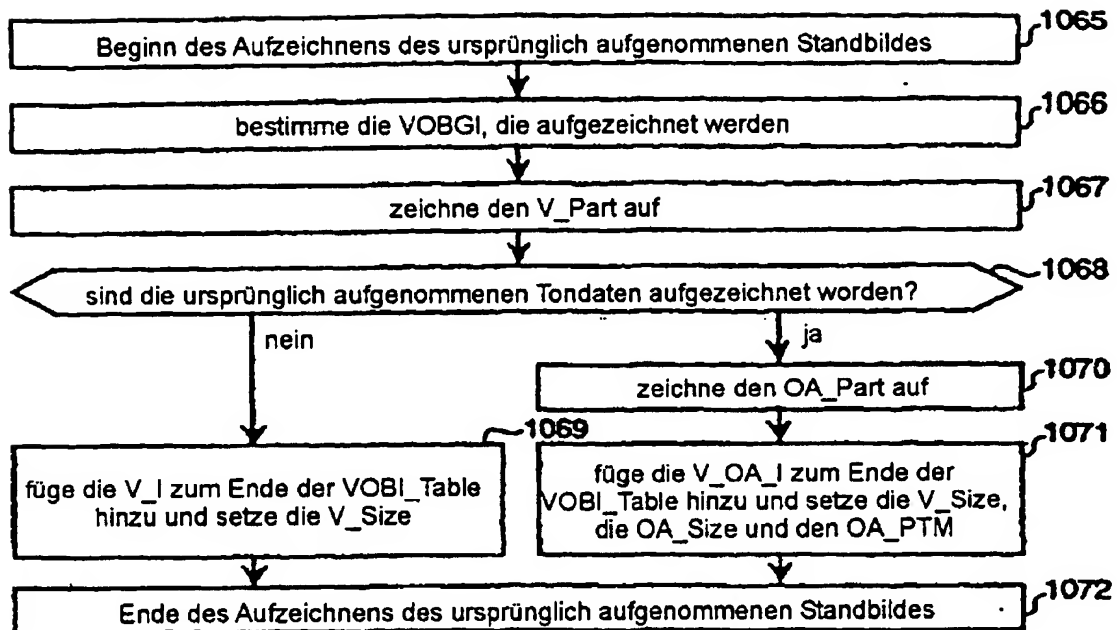 1065
Beginn des Aufzeichnens des ursprünglich aufgenommenen Standbildes
1066
bestimme die VOBGI, die aufgezeichnet werden
1067
zeichne den V_Part auf
1068
sind die ursprünglich aufgenommenen Tondaten aufgezeichnet worden?
nein
ja
1070
zeichne den OA_Part auf
1069
füge die V_I zum Ende der VOBI_Table
hinzu und setze die V_Size
1071
füge die V_OA_I zum Ende der
VOBI_Table hinzu und setze die V_Size,
die OA_Size und den OA_PTM
1072
Ende des Aufzeichnens des ursprünglich aufgenommenen Standbildes